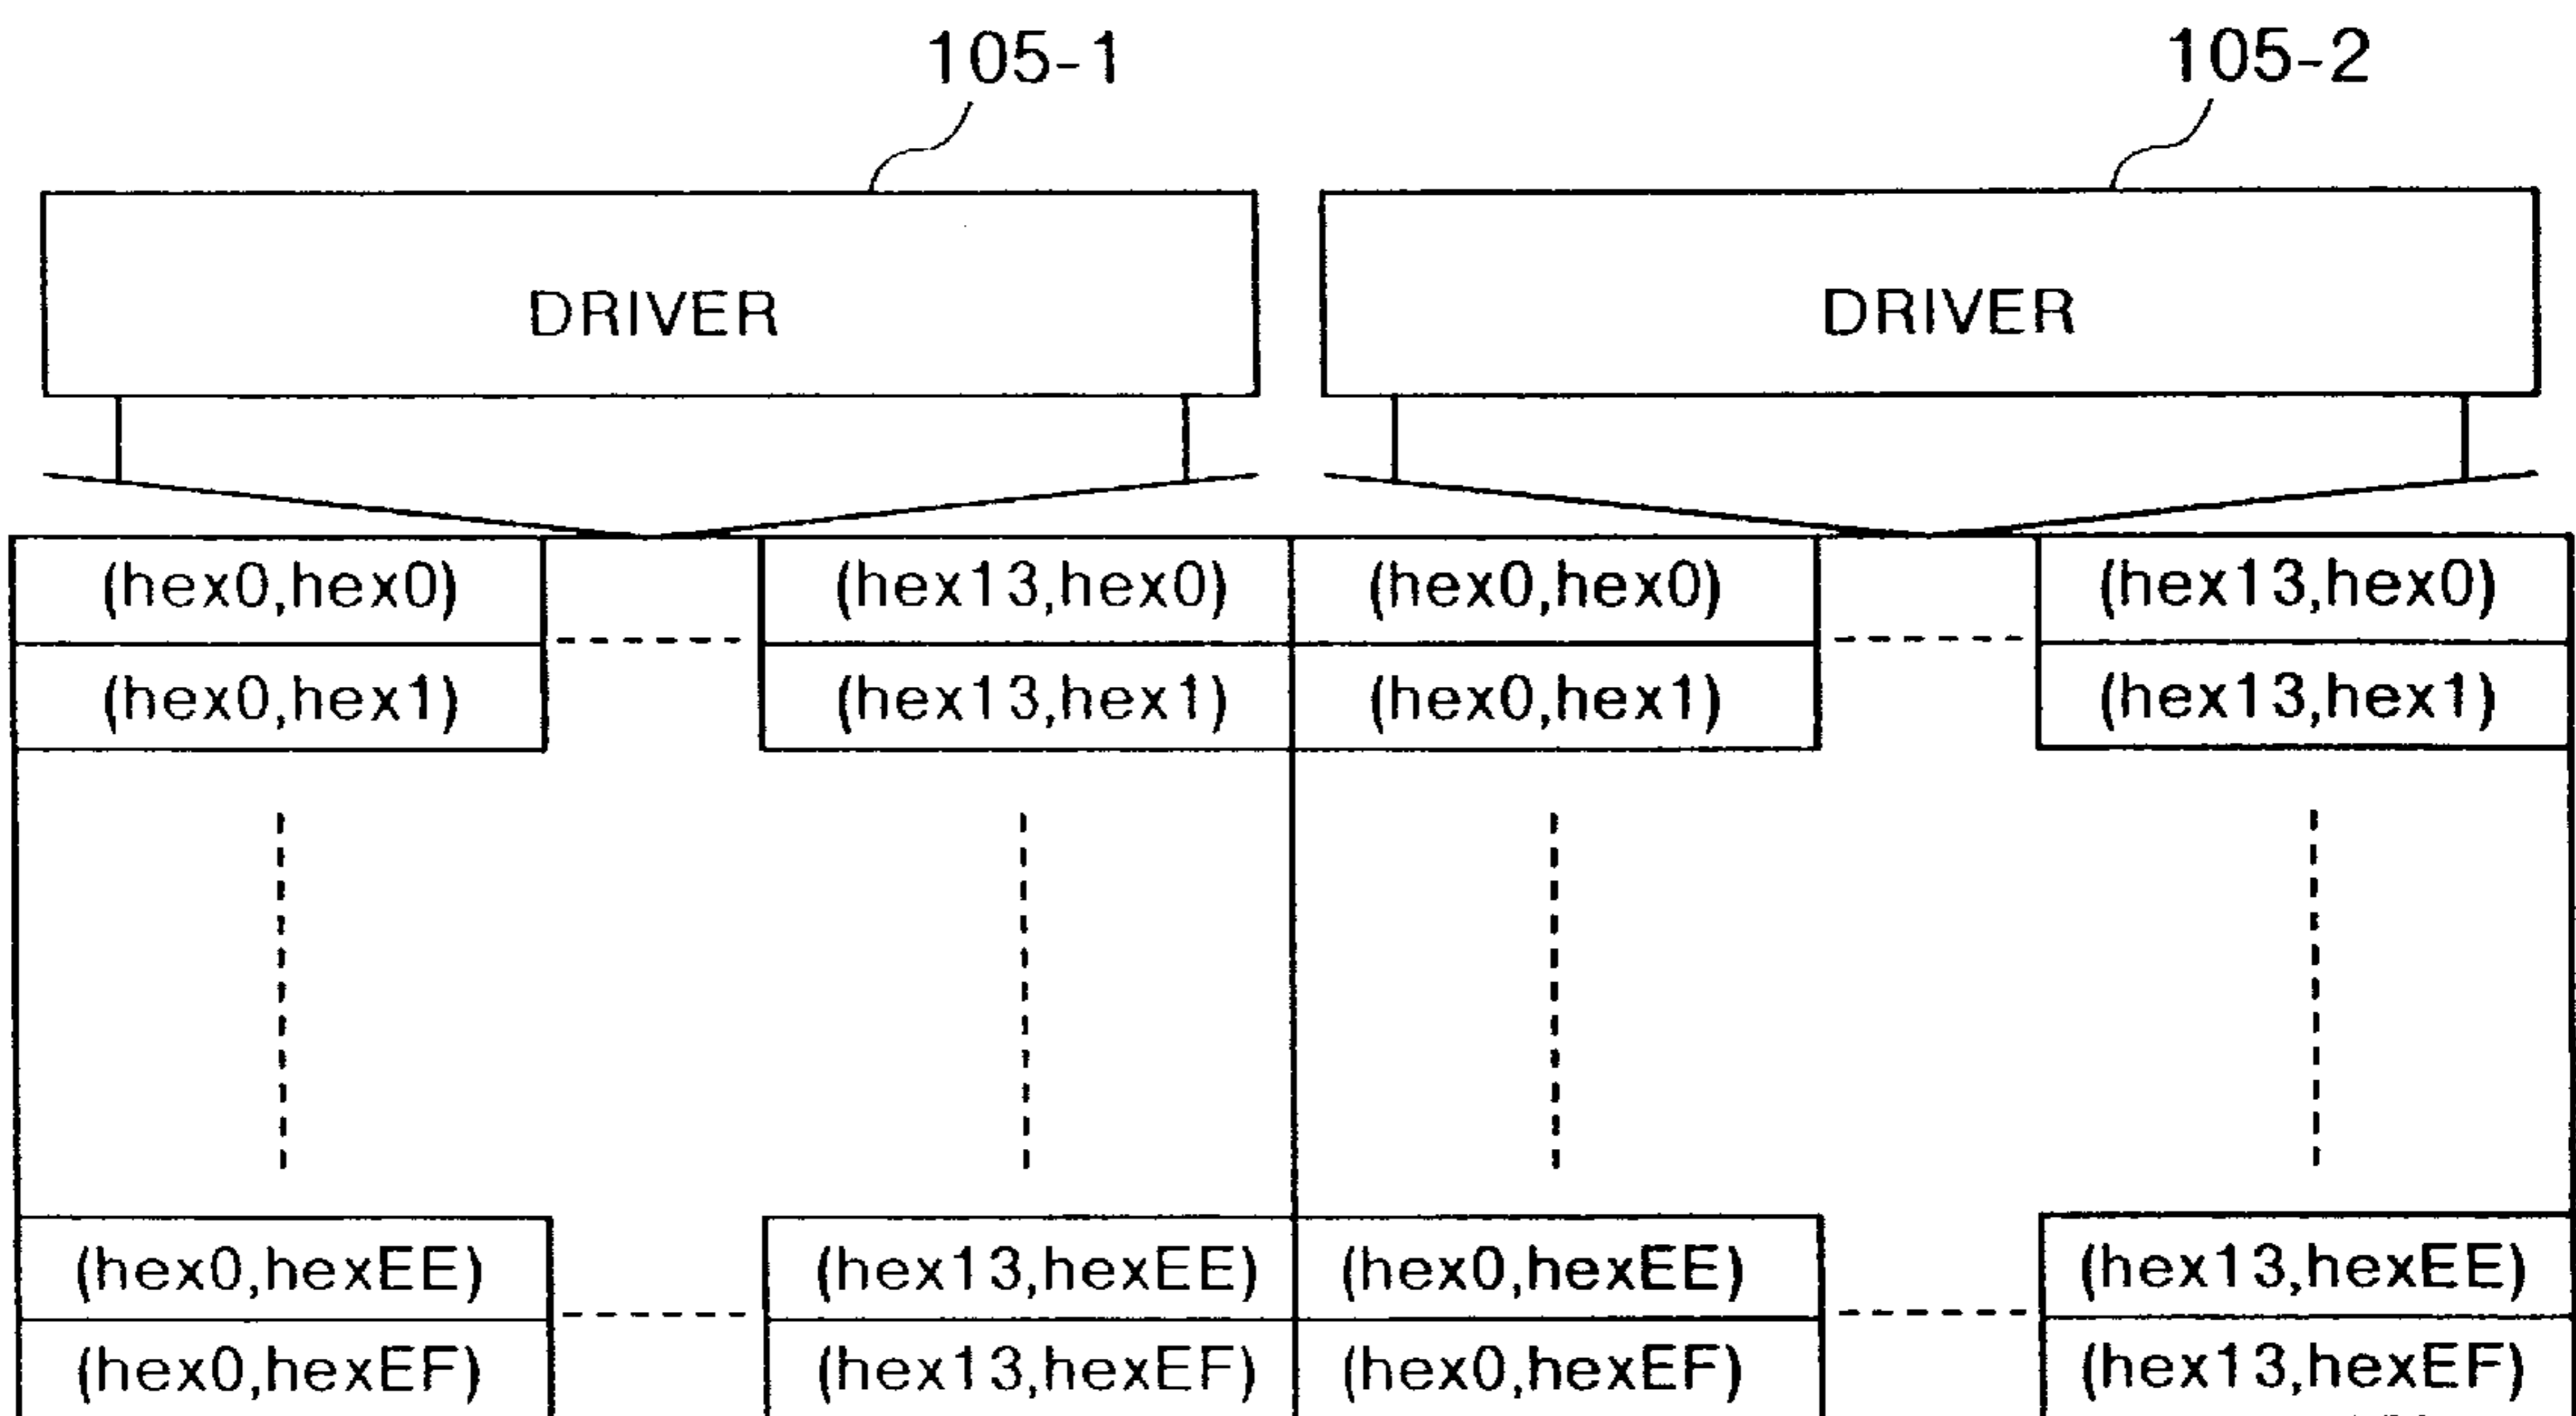 105-1 105-2
DRIVER DRIVER
(hex0,hex0) (hex13,hex0) (hex0,hex0) (hex13,hex0)
(hex0,hex1) (hex13,hex1) (hex0,hex1) (hex13,hex1)
(hex0,hexEE) (hex13,hexEE) (hex0,hexEE) (hex13,hexEE)
(hex0,hexEF) (hex13,hexEF) (hex0,hexEF) (hex13,hexEF)